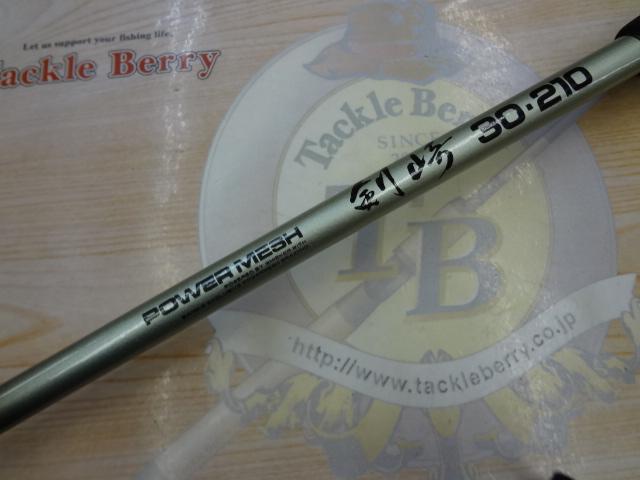 Let us support your fishing life.
Tackle Berry
Tackle Berry
SINCE
TB
http://www.tackleberry.co.jp
POWER MESH
剣崎 30-210